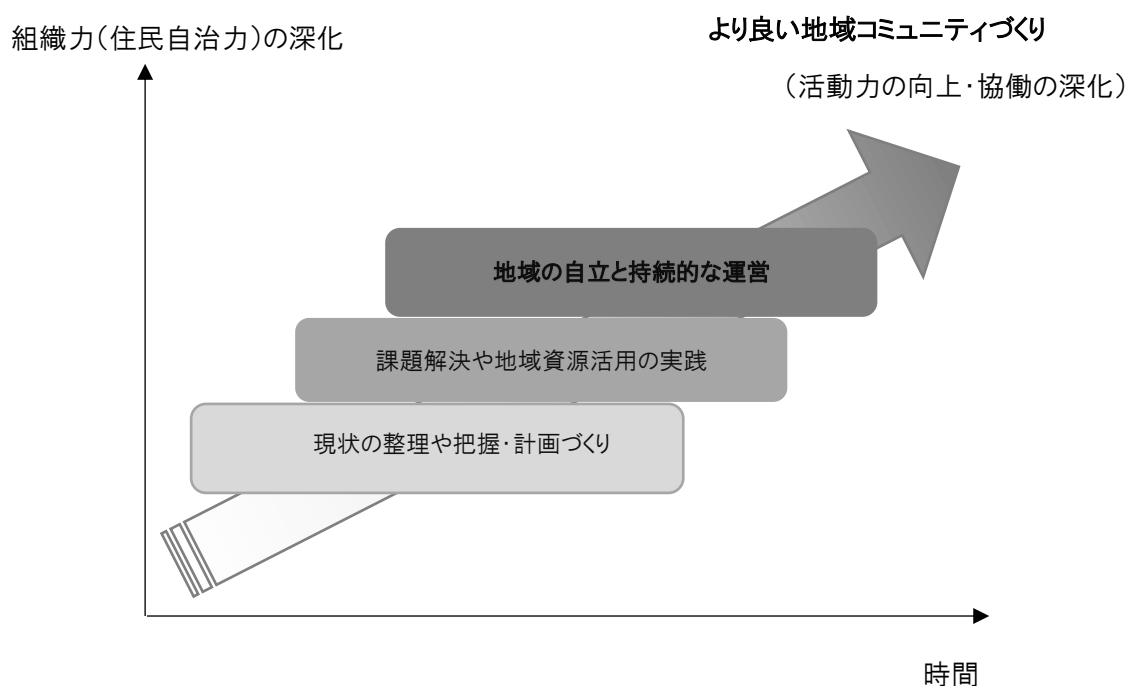 より良い地域コミュニティづくり
組織力(住民自治力)の深化
(活動力の向上・協働の深化)
地域の自立と持続的な運営
課題解決や地域資源活用の実践
現状の整理や把握・計画づくり
時間